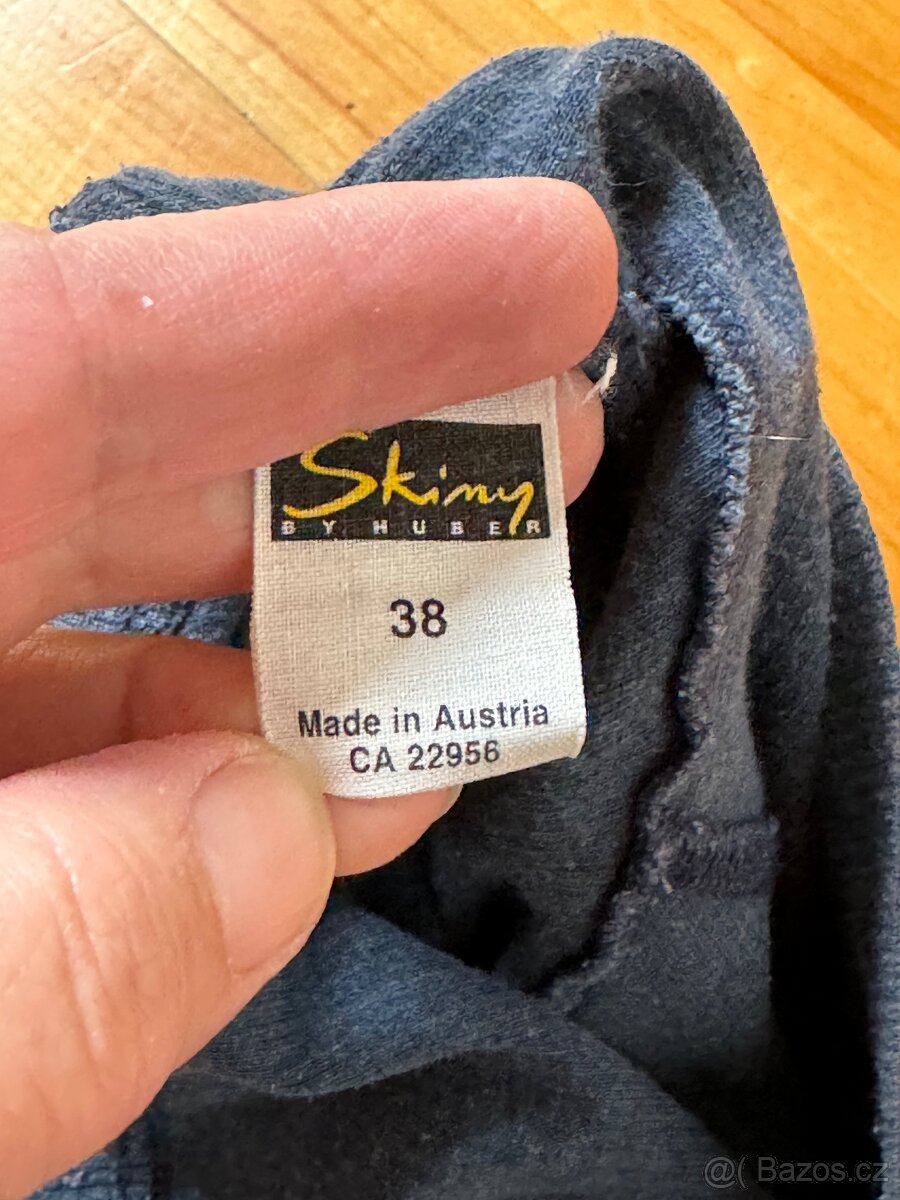 Skiny
BY HUBER
38
Made in Austria
CA 22956
@( Bazos.cz